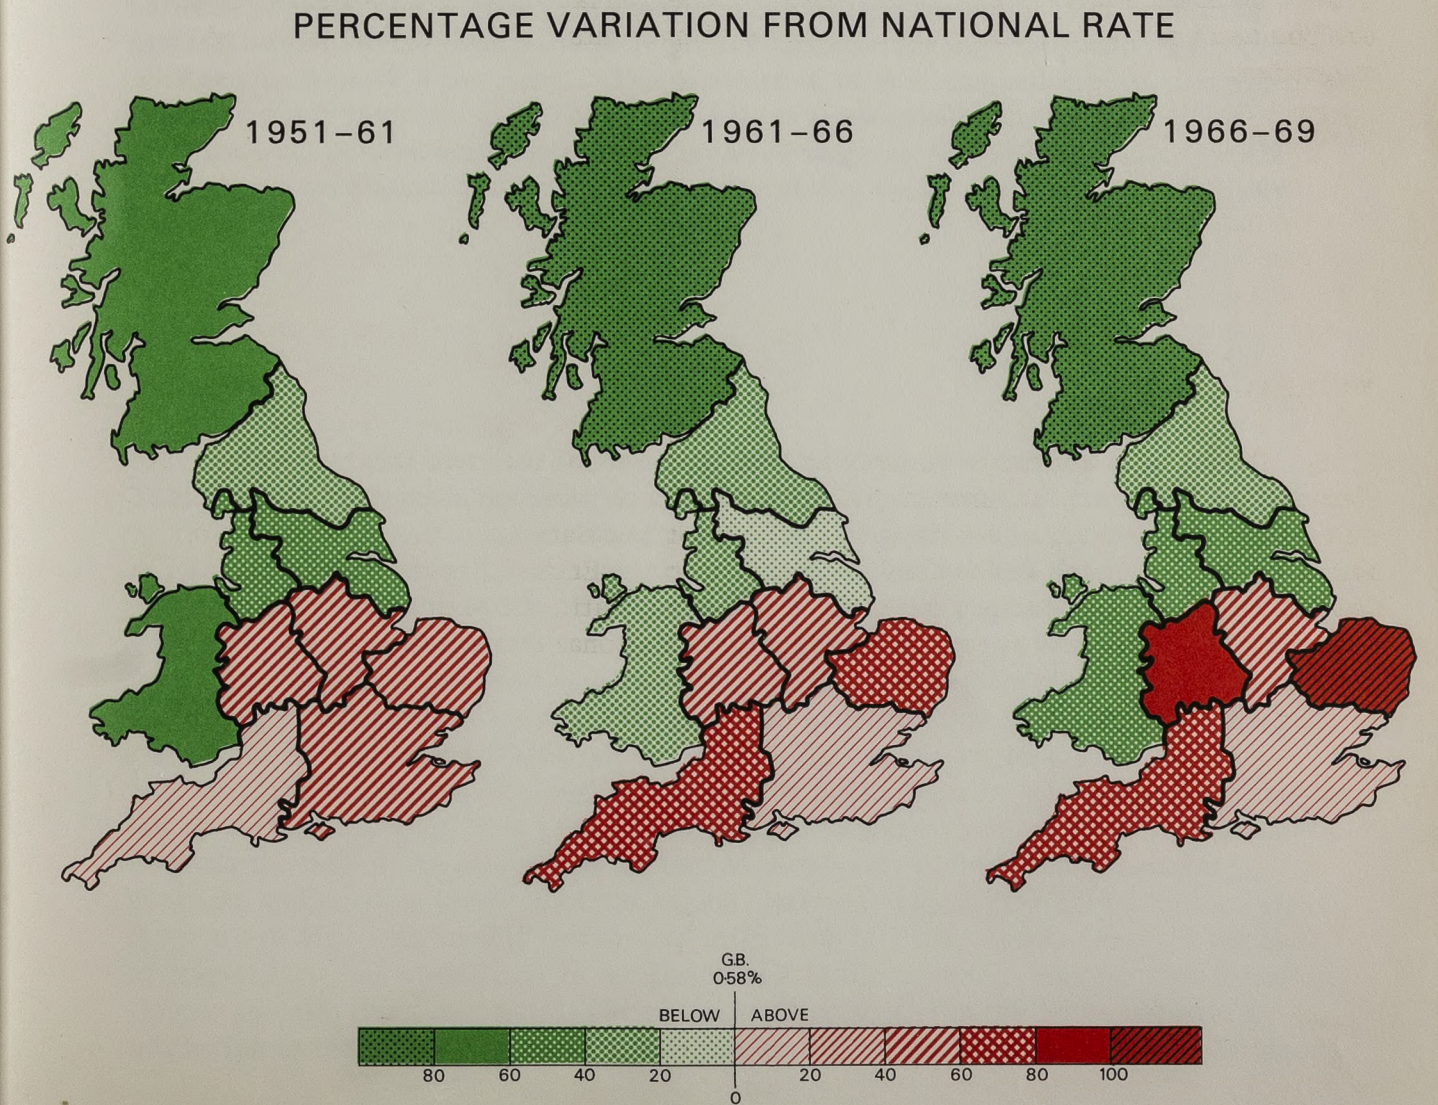 PERCENTAGE VARIATION FROM NATIONAL RATE
1951–61
1961–66
1966–69
G.B.
0·58%
BELOW ABOVE
80 60 40 20 20 40 60 80 100
0